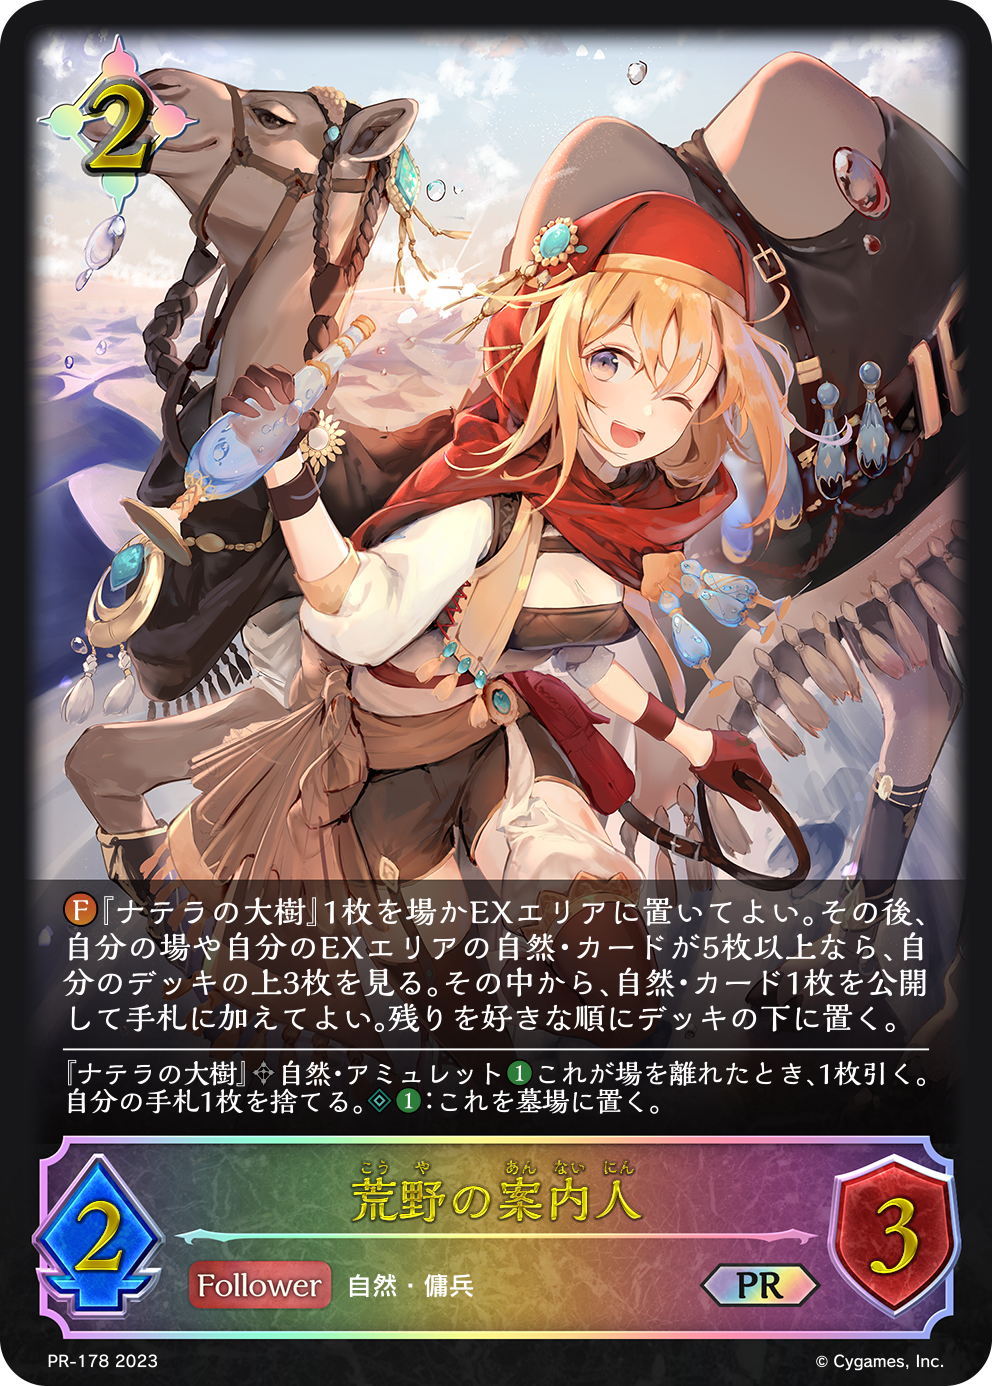 2
F『ナテラの大樹』1枚を場かEXエリアに置いてよい。その後、
自分の場や自分のEXエリアの自然・カードが5枚以上なら、自
分のデッキの上3枚を見る。その中から、自然・カード1枚を公開
して手札に加えてよい。残りを好きな順にデッキの下に置く。
『ナテラの大樹』自然・アミュレット1これが場を離れたとき、1枚引く。
自分の手札1枚を捨てる。1：これを墓場に置く。
こうや あんないにん
荒野の案内人
2
3
Follower 自然・傭兵
PR
PR-178 2023
© Cygames, Inc.